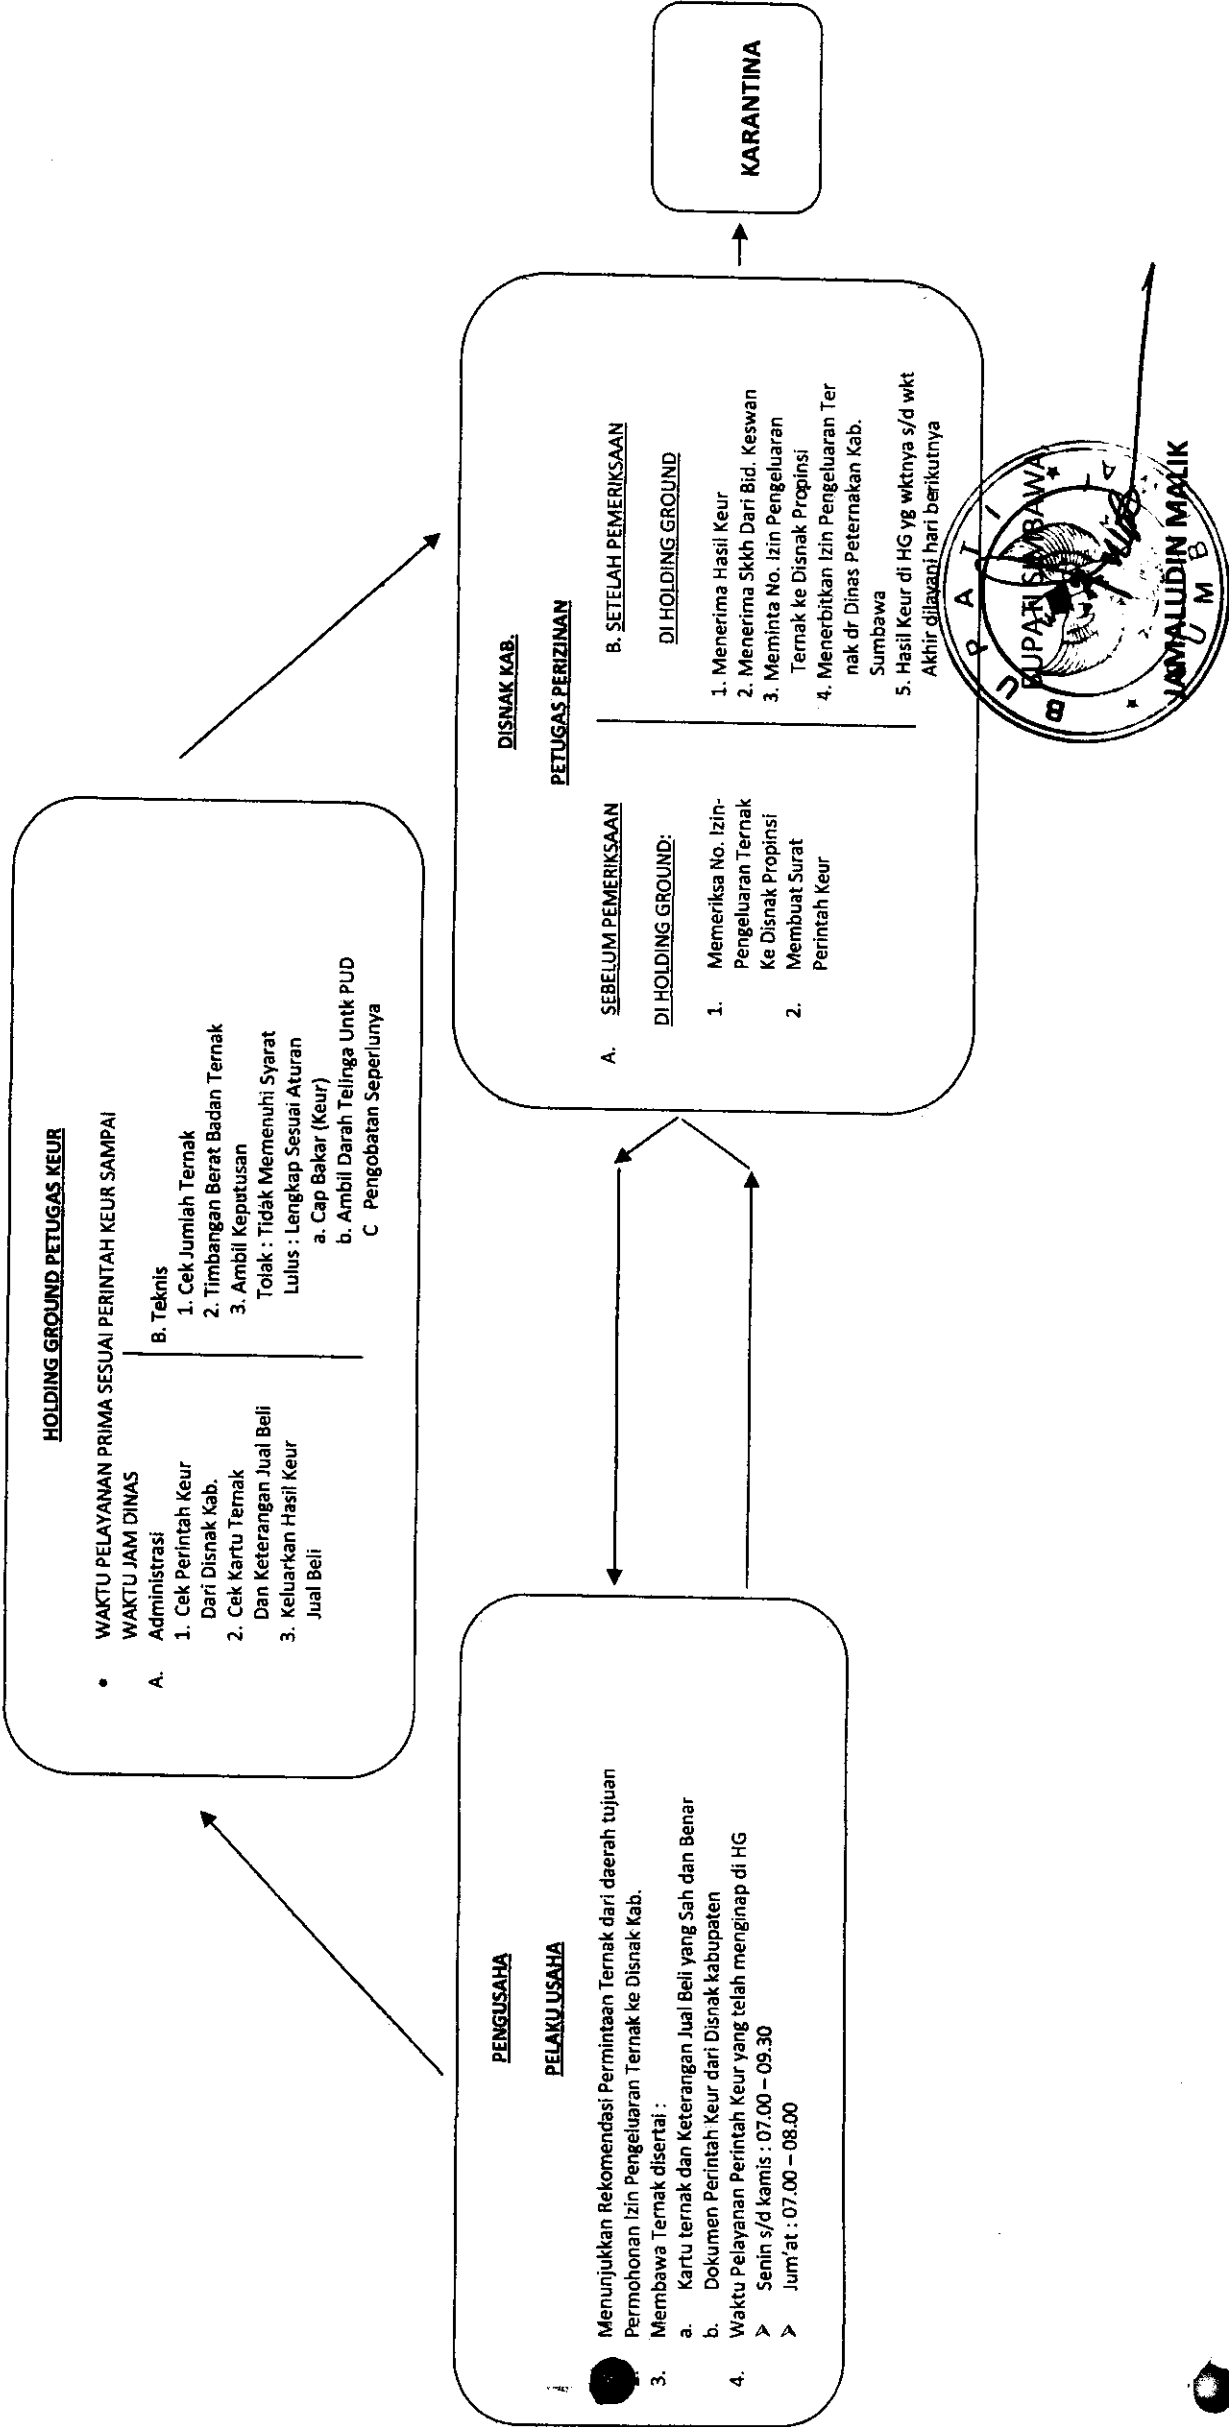 HOLDING GROUND PETUGAS KEUR
• WAKTU PELAYANAN PRIMA SESUAI PERINTAH KEUR SAMPAI
WAKTU JAM DINAS
A. Administrasi
1. Cek Perintah Keur
Dari Disnak Kab.
2. Cek Kartu Ternak
Dan Keterangan Jual Beli
3. Keluarkan Hasil Keur
Jual Beli
B. Teknis
1. Cek Jumlah Ternak
2. Timbangan Berat Badan Ternak
3. Ambil Keputusan
Tolak : Tidak Memenuhi Syarat
Lulus : Lengkap Sesuai Aturan
a. Cap Bakar (Keur)
b. Ambil Darah Telinga Untk PUD
C Pengobatan Seperlunya
PENGUSAHA
PELAKU USAHA
Menunjukkan Rekomendasi Permintaan Ternak dari daerah tujuan
Permohonan Izin Pengeluaran Ternak ke Disnak Kab.
3. Membawa Ternak disertai :
a. Kartu ternak dan Keterangan Jual Beli yang Sah dan Benar
b. Dokumen Perintah Keur dari Disnak kabupaten
4. Waktu Pelayanan Perintah Keur yang telah menginap di HG
➢ Senin s/d kamis : 07.00 – 09.30
➢ Jum'at : 07.00 – 08.00
DISNAK KAB.
PETUGAS PERIZINAN
A. SEBELUM PEMERIKSAAN
DI HOLDING GROUND:
1. Memeriksa No. Izin-
Pengeluaran Ternak
Ke Disnak Propinsi
2. Membuat Surat
Perintah Keur
B. SETELAH PEMERIKSAAN
DI HOLDING GROUND
1. Menerima Hasil Keur
2. Menerima Skkh Dari Bid. Keswan
3. Meminta No. Izin Pengeluaran
Ternak ke Disnak Propinsi
4. Menerbitkan Izin Pengeluaran Ter
nak dr Dinas Peternakan Kab.
Sumbawa
5. Hasil Keur di HG yg wktnya s/d wkt
Akhir dilayani hari berikutnya
KARANTINA
BUPATI SUMBAWA
BUPATI
JAMALUDIN MALIK